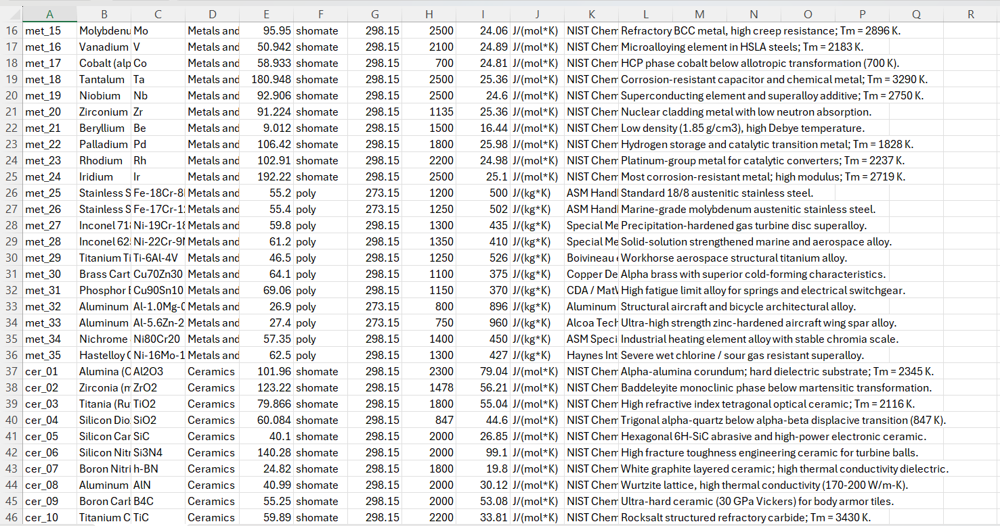 A B C D E F G H I J K L M N O P Q R
16 met_15 Molybdenu Mo Metals and 95.95 shomate 298.15 2500 24.06 J/(mol*K) NIST Chem Refractory BCC metal, high creep resistance; Tm = 2896 K.
17 met_16 Vanadium V Metals and 50.942 shomate 298.15 2100 24.89 J/(mol*K) NIST Chem Microalloying element in HSLA steels; Tm = 2183 K.
18 met_17 Cobalt (alp Co Metals and 58.933 shomate 298.15 700 24.81 J/(mol*K) NIST Chem HCP phase cobalt below allotropic transformation (700 K).
19 met_18 Tantalum Ta Metals and 180.948 shomate 298.15 2500 25.36 J/(mol*K) NIST Chem Corrosion-resistant capacitor and chemical metal; Tm = 3290 K.
20 met_19 Niobium Nb Metals and 92.906 shomate 298.15 2500 24.6 J/(mol*K) NIST Chem Superconducting element and superalloy additive; Tm = 2750 K.
21 met_20 Zirconium Zr Metals and 91.224 shomate 298.15 1135 25.36 J/(mol*K) NIST Chem Nuclear cladding metal with low neutron absorption.
22 met_21 Beryllium Be Metals and 9.012 shomate 298.15 1500 16.44 J/(mol*K) NIST Chem Low density (1.85 g/cm3), high Debye temperature.
23 met_22 Palladium Pd Metals and 106.42 shomate 298.15 1800 25.98 J/(mol*K) NIST Chem Hydrogen storage and catalytic transition metal; Tm = 1828 K.
24 met_23 Rhodium Rh Metals and 102.91 shomate 298.15 2200 24.98 J/(mol*K) NIST Chem Platinum-group metal for catalytic converters; Tm = 2237 K.
25 met_24 Iridium Ir Metals and 192.22 shomate 298.15 2500 25.1 J/(mol*K) NIST Chem Most corrosion-resistant metal; high modulus; Tm = 2719 K.
26 met_25 Stainless S Fe-18Cr-8 Metals and 55.2 poly 273.15 1200 500 J/(kg*K) ASM Hand Standard 18/8 austenitic stainless steel.
27 met_26 Stainless S Fe-17Cr-1 Metals and 55.4 poly 273.15 1250 502 J/(kg*K) ASM Hand Marine-grade molybdenum austenitic stainless steel.
28 met_27 Inconel 71 Ni-19Cr-18 Metals and 59.8 poly 298.15 1300 435 J/(kg*K) Special Me Precipitation-hardened gas turbine disc superalloy.
29 met_28 Inconel 62 Ni-22Cr-9 Metals and 61.2 poly 298.15 1350 410 J/(kg*K) Special Me Solid-solution strengthened marine and aerospace alloy.
30 met_29 Titanium Ti Ti-6Al-4V Metals and 46.5 poly 298.15 1250 526 J/(kg*K) Boivineau Workhorse aerospace structural titanium alloy.
31 met_30 Brass Cart Cu70Zn30 Metals and 64.1 poly 298.15 1100 375 J/(kg*K) Copper De Alpha brass with superior cold-forming characteristics.
32 met_31 Phosphor Cu90Sn10 Metals and 69.06 poly 298.15 1150 370 J/(kg*K) CDA / Mat High fatigue limit alloy for springs and electrical switchgear.
33 met_32 Aluminum Al-1.0Mg-0 Metals and 26.9 poly 273.15 800 896 J/(kg*K) Aluminum Structural aircraft and bicycle architectural alloy.
34 met_33 Aluminum Al-5.6Zn-2 Metals and 27.4 poly 273.15 750 960 J/(kg*K) Alcoa Tech Ultra-high strength zinc-hardened aircraft wing spar alloy.
35 met_34 Nichrome Ni80Cr20 Metals and 57.35 poly 298.15 1400 450 J/(kg*K) ASM Speci Industrial heating element alloy with stable chromia scale.
36 met_35 Hastelloy C Ni-16Mo-1 Metals and 62.5 poly 298.15 1300 427 J/(kg*K) Haynes Int Severe wet chlorine / sour gas resistant superalloy.
37 cer_01 Alumina (C Al2O3 Ceramics 101.96 shomate 298.15 2300 79.04 J/(mol*K) NIST Chem Alpha-alumina corundum; hard dielectric substrate; Tm = 2345 K.
38 cer_02 Zirconia (m ZrO2 Ceramics 123.22 shomate 298.15 1478 56.21 J/(mol*K) NIST Chem Baddeleyite monoclinic phase below martensitic transformation.
39 cer_03 Titania (Ru TiO2 Ceramics 79.866 shomate 298.15 1800 55.04 J/(mol*K) NIST Chem High refractive index tetragonal optical ceramic; Tm = 2116 K.
40 cer_04 Silicon Dio SiO2 Ceramics 60.084 shomate 298.15 847 44.6 J/(mol*K) NIST Chem Trigonal alpha-quartz below alpha-beta displacive transition (847 K).
41 cer_05 Silicon Car SiC Ceramics 40.1 shomate 298.15 2000 26.85 J/(mol*K) NIST Chem Hexagonal 6H-SiC abrasive and high-power electronic ceramic.
42 cer_06 Silicon Nitr Si3N4 Ceramics 140.28 shomate 298.15 2000 99.1 J/(mol*K) NIST Chem High fracture toughness engineering ceramic for turbine balls.
43 cer_07 Boron Nitri h-BN Ceramics 24.82 shomate 298.15 1800 19.8 J/(mol*K) NIST Chem White graphite layered ceramic; high thermal conductivity dielectric.
44 cer_08 Aluminum AlN Ceramics 40.99 shomate 298.15 2000 30.12 J/(mol*K) NIST Chem Wurtzite lattice, high thermal conductivity (170-200 W/m-K).
45 cer_09 Boron Carb B4C Ceramics 55.25 shomate 298.15 2000 53.08 J/(mol*K) NIST Chem Ultra-hard ceramic (30 GPa Vickers) for body armor tiles.
46 cer_10 Titanium C TiC Ceramics 59.89 shomate 298.15 2200 33.81 J/(mol*K) NIST Chem Rocksalt structured refractory carbide; Tm = 3430 K.